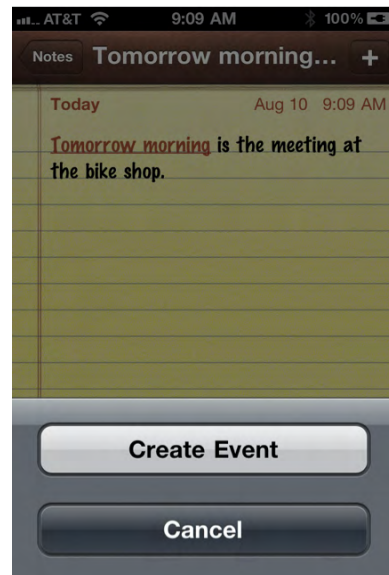 AT&T 9:09 AM 100%
Notes Tomorrow morning... +
Today Aug 10 9:09 AM
Tomorrow morning is the meeting at
the bike shop.
Create Event
Cancel